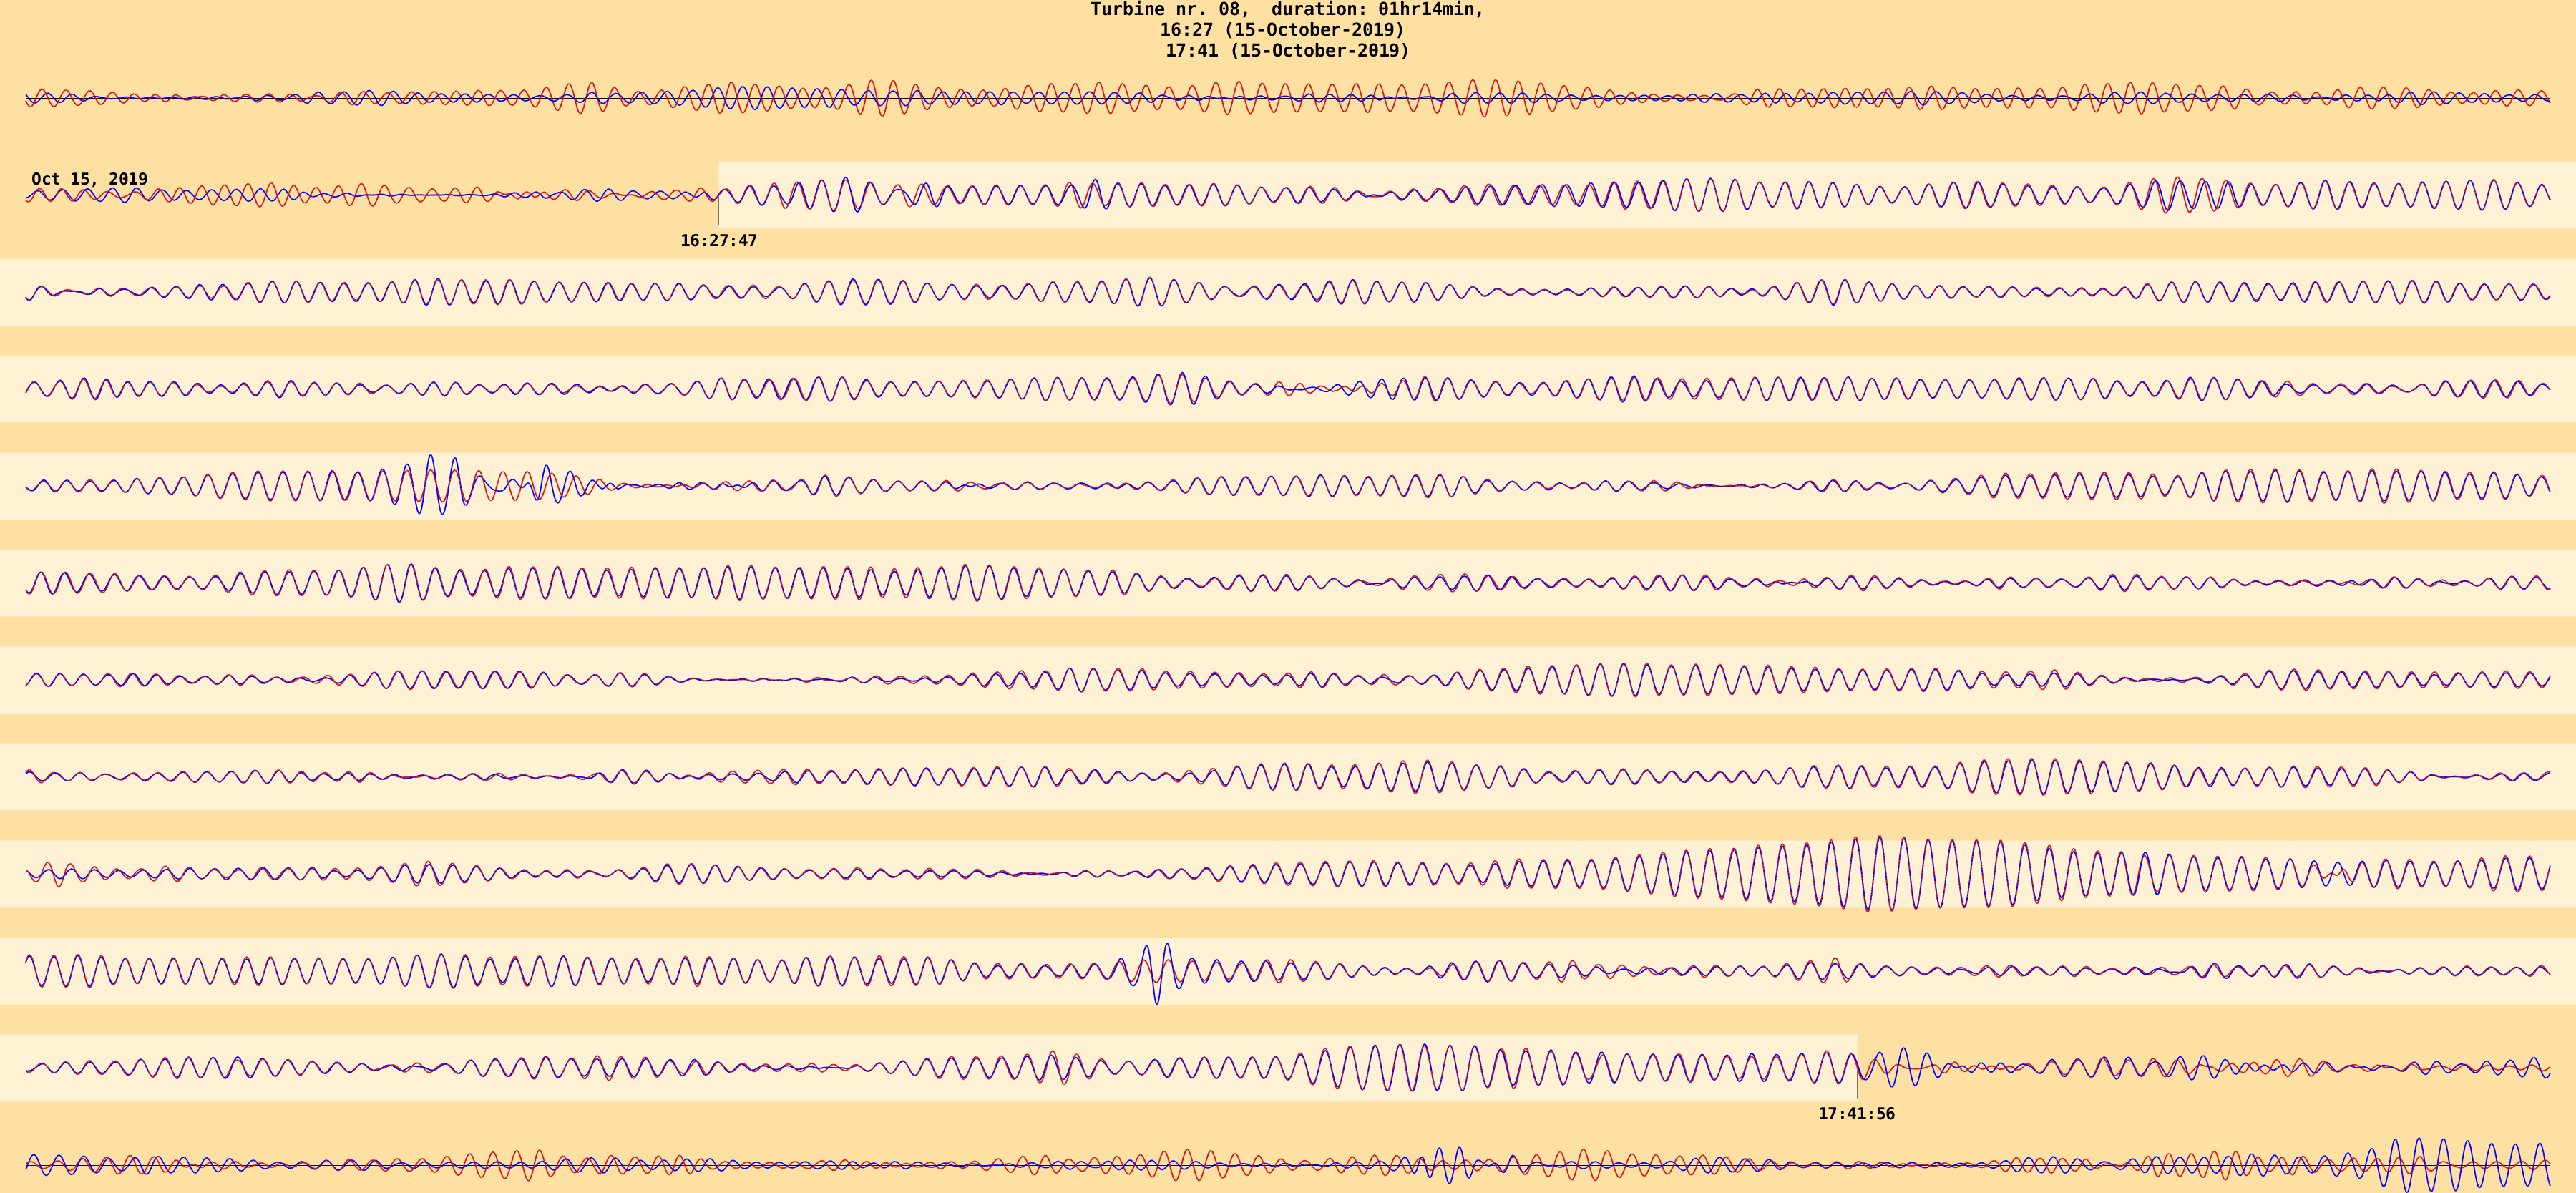 Turbine nr. 08,  duration: 01hr14min,
16:27 (15-October-2019)
17:41 (15-October-2019)
Oct 15, 2019
16:27:47
17:41:56